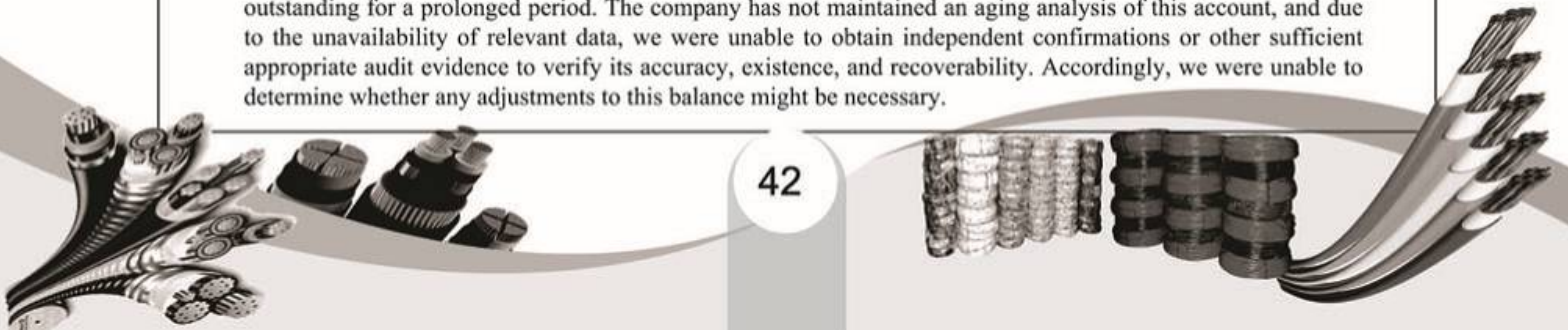 outstanding for a prolonged period. The company has not maintained an aging analysis of this account, and due
to the unavailability of relevant data, we were unable to obtain independent confirmations or other sufficient
appropriate audit evidence to verify its accuracy, existence, and recoverability. Accordingly, we were unable to
determine whether any adjustments to this balance might be necessary.
42